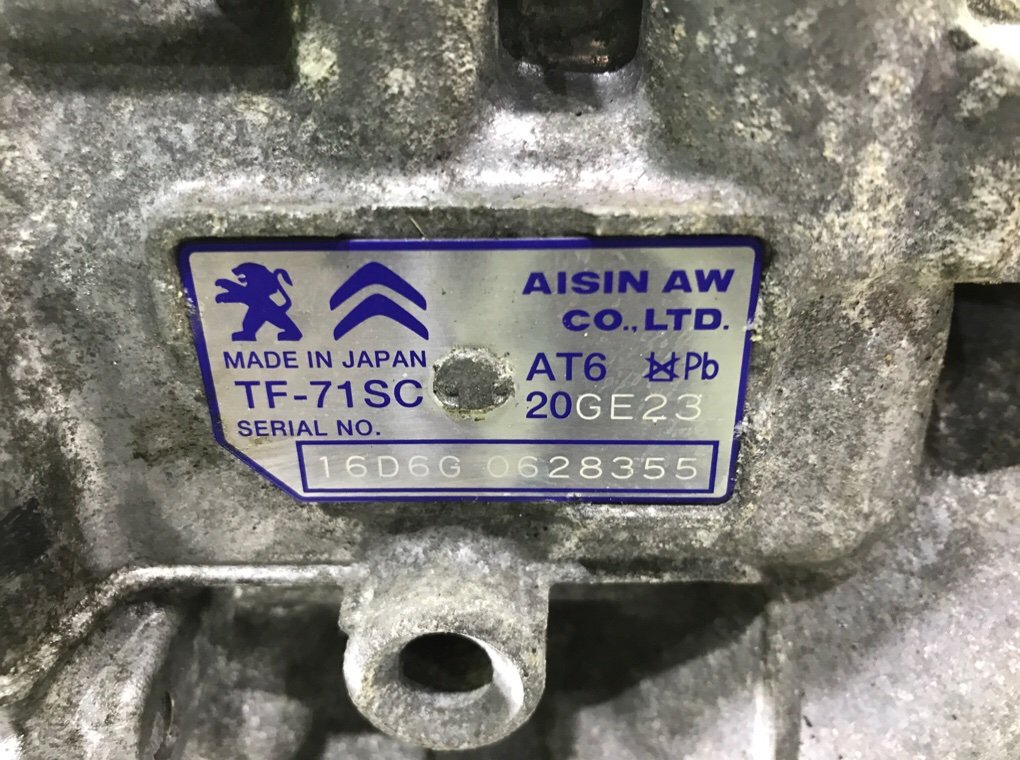 AISIN AW
CO.,LTD.
MADE IN JAPAN
AT6 Pb
TF-71SC
20GE23
SERIAL NO.
16D6G 0628355